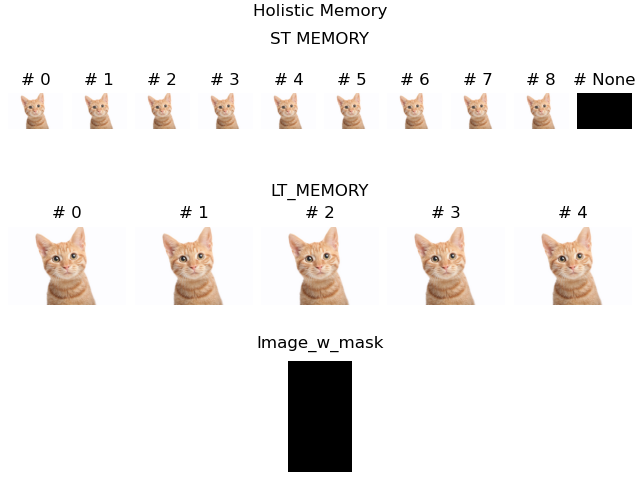 Holistic Memory
ST MEMORY
# 0 # 1 # 2 # 3 # 4 # 5 # 6 # 7 # 8 # None
LT_MEMORY
# 0 # 1 # 2 # 3 # 4
Image_w_mask